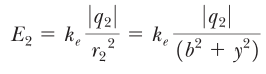 E₂ = kₑ |q₂| / r₂² = kₑ |q₂| / (b² + y²)